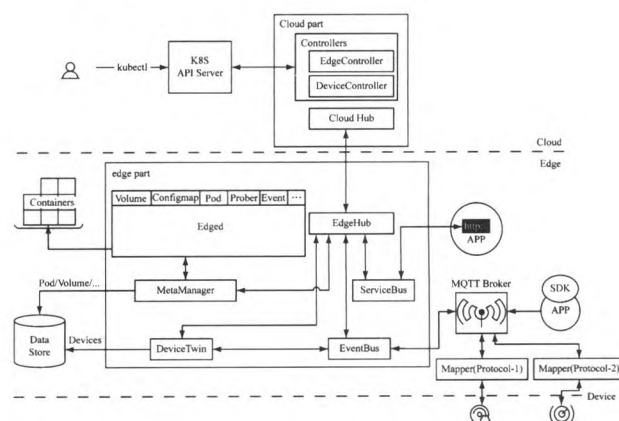 Cloud part
Controllers
EdgeController
DeviceController
Cloud Hub
kubectl
K8S
API Server
Cloud
Edge
edge part
Volume Configmap Pod Prober Event ...
Edged
Containers
EdgeHub
http:
APP
Pod/Volume/...
MetaManager
ServiceBus
MQTT Broker
SDK
APP
Data
Store
Devices
DeviceTwin
EventBus
Mapper(Protocol-1)
Mapper(Protocol-2)
Device